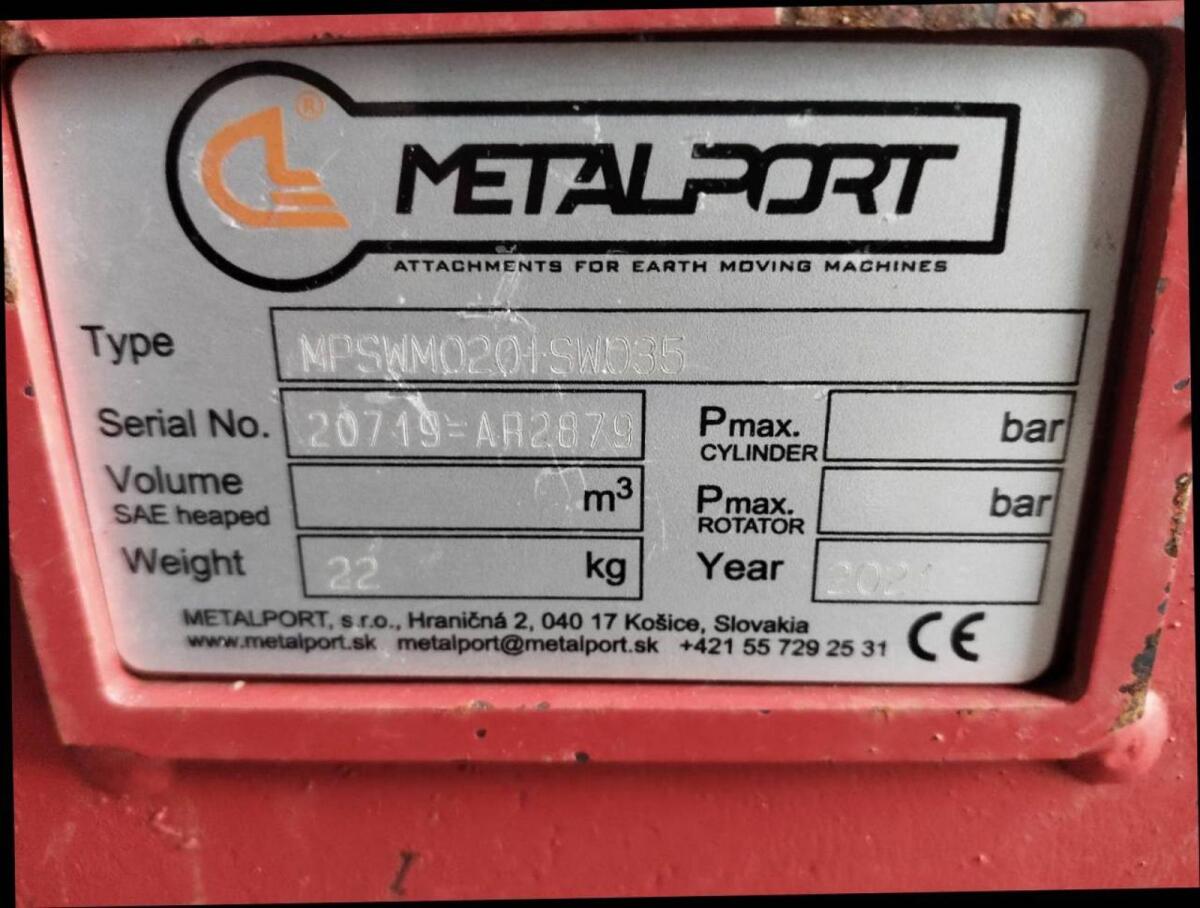 ®
METALPORT
ATTACHMENTS FOR EARTH MOVING MACHINES
Type MPSWM0201SW035
Serial No. 20719-AR2879
Pmax. CYLINDER bar
Volume SAE heaped m³
Pmax. ROTATOR bar
Weight 22 kg
Year
METALPORT, s.r.o., Hraničná 2, 040 17 Košice, Slovakia
www.metalport.sk metalport@metalport.sk +421 55 729 25 31
CE